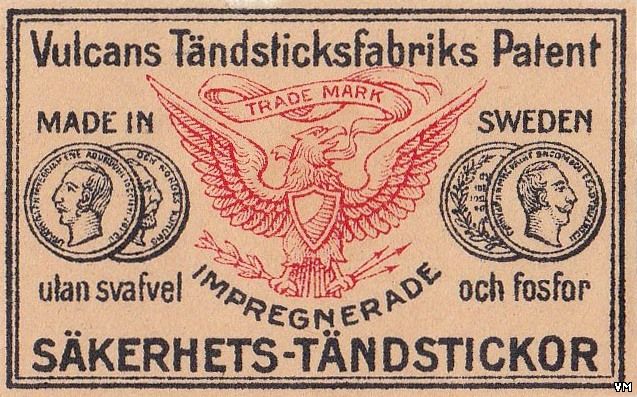 Vulcans Tändsticksfabriks Patent
TRADE MARK
MADE IN SWEDEN
utan svafvel och fosfor
IMPREGNERADE
SÄKERHETS-TÄNDSTICKOR
VM